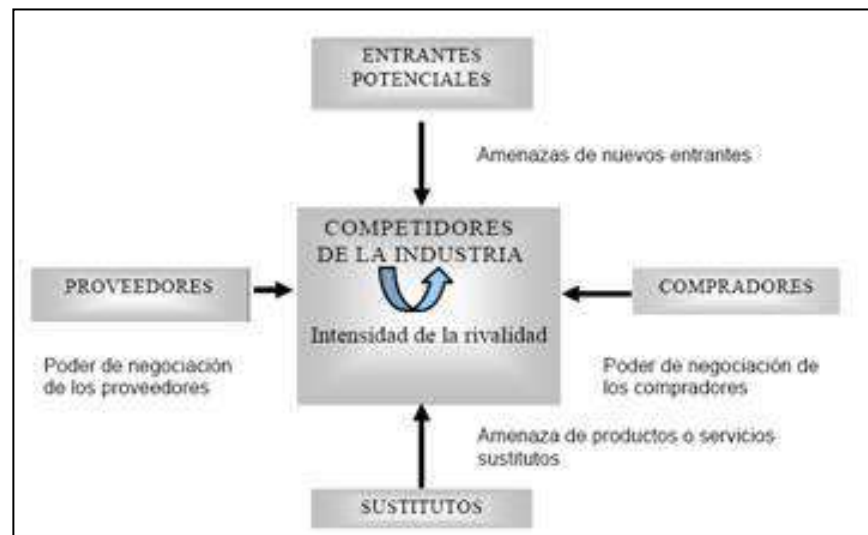 ENTRANTES
POTENCIALES
Amenazas de nuevos entrantes
COMPETIDORES
DE LA INDUSTRIA
PROVEEDORES
COMPRADORES
Intensidad de la rivalidad
Poder de negociación
de los proveedores
Poder de negociación de
los compradores
Amenaza de productos o servicios
sustitutos
SUSTITUTOS